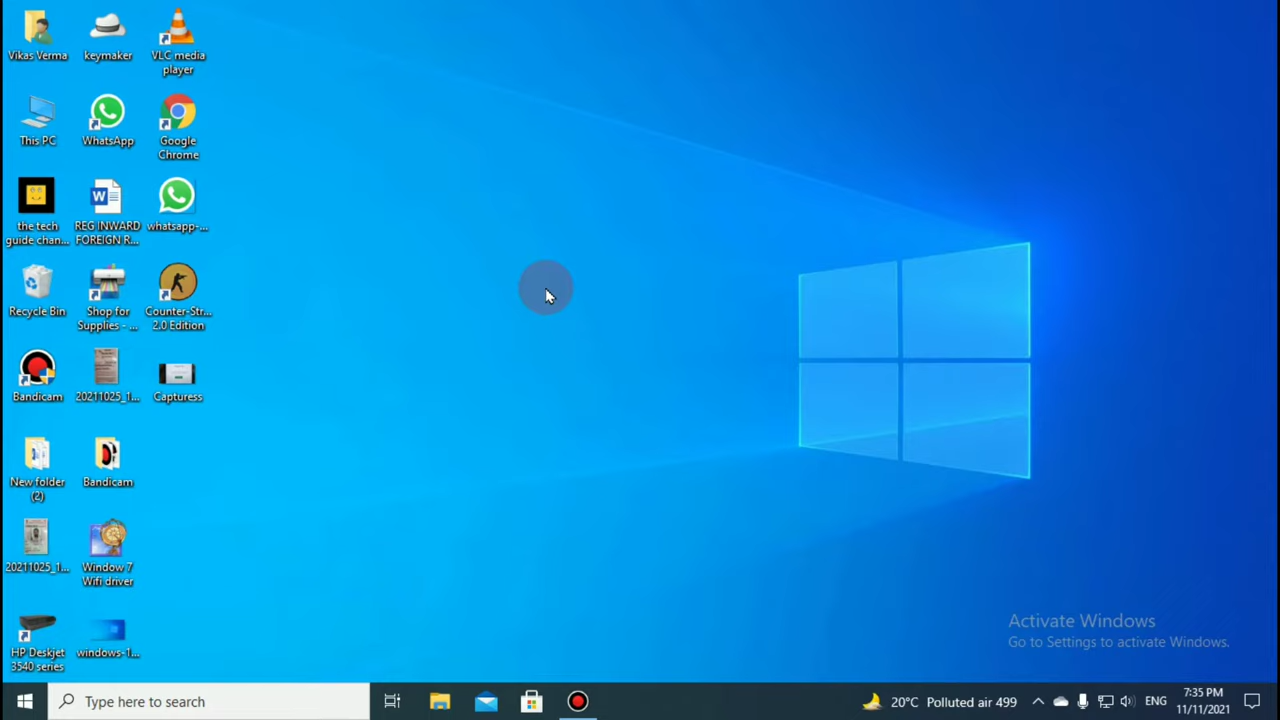 Vikas Verma
keymaker
VLC media
player
This PC
WhatsApp
Google
Chrome
the tech
guide chan...
REG INWARD
FOREIGN R...
whatsapp-...
Recycle Bin
Shop for
Supplies - ...
Counter-Str...
2.0 Edition
Bandicam
20211025_1...
Capturess
New folder
(2)
Bandicam
20211025_1...
Window 7
Wifi driver
HP Deskjet
3540 series
windows-1...
Activate Windows
Go to Settings to activate Windows.
Type here to search
20°C Polluted air 499
ENG
7:35 PM
11/11/2021